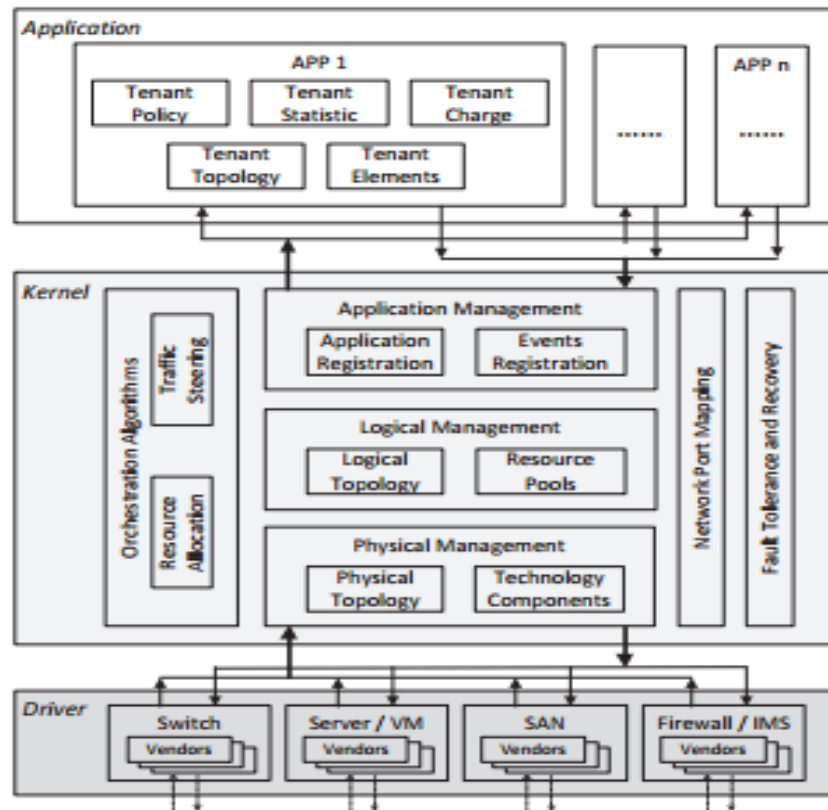 Application
APP 1
Tenant
Policy
Tenant
Statistic
Tenant
Charge
Tenant
Topology
Tenant
Elements
......
APP n
......
Kernel
Orchestration Algorithms
Traffic
Steering
Resource
Allocation
Application Management
Application
Registration
Events
Registration
Logical Management
Logical
Topology
Resource
Pools
Physical Management
Physical
Topology
Technology
Components
Network Port Mapping
Fault Tolerance and Recovery
Driver
Switch
Vendors
Server / VM
Vendors
SAN
Vendors
Firewall / IMS
Vendors